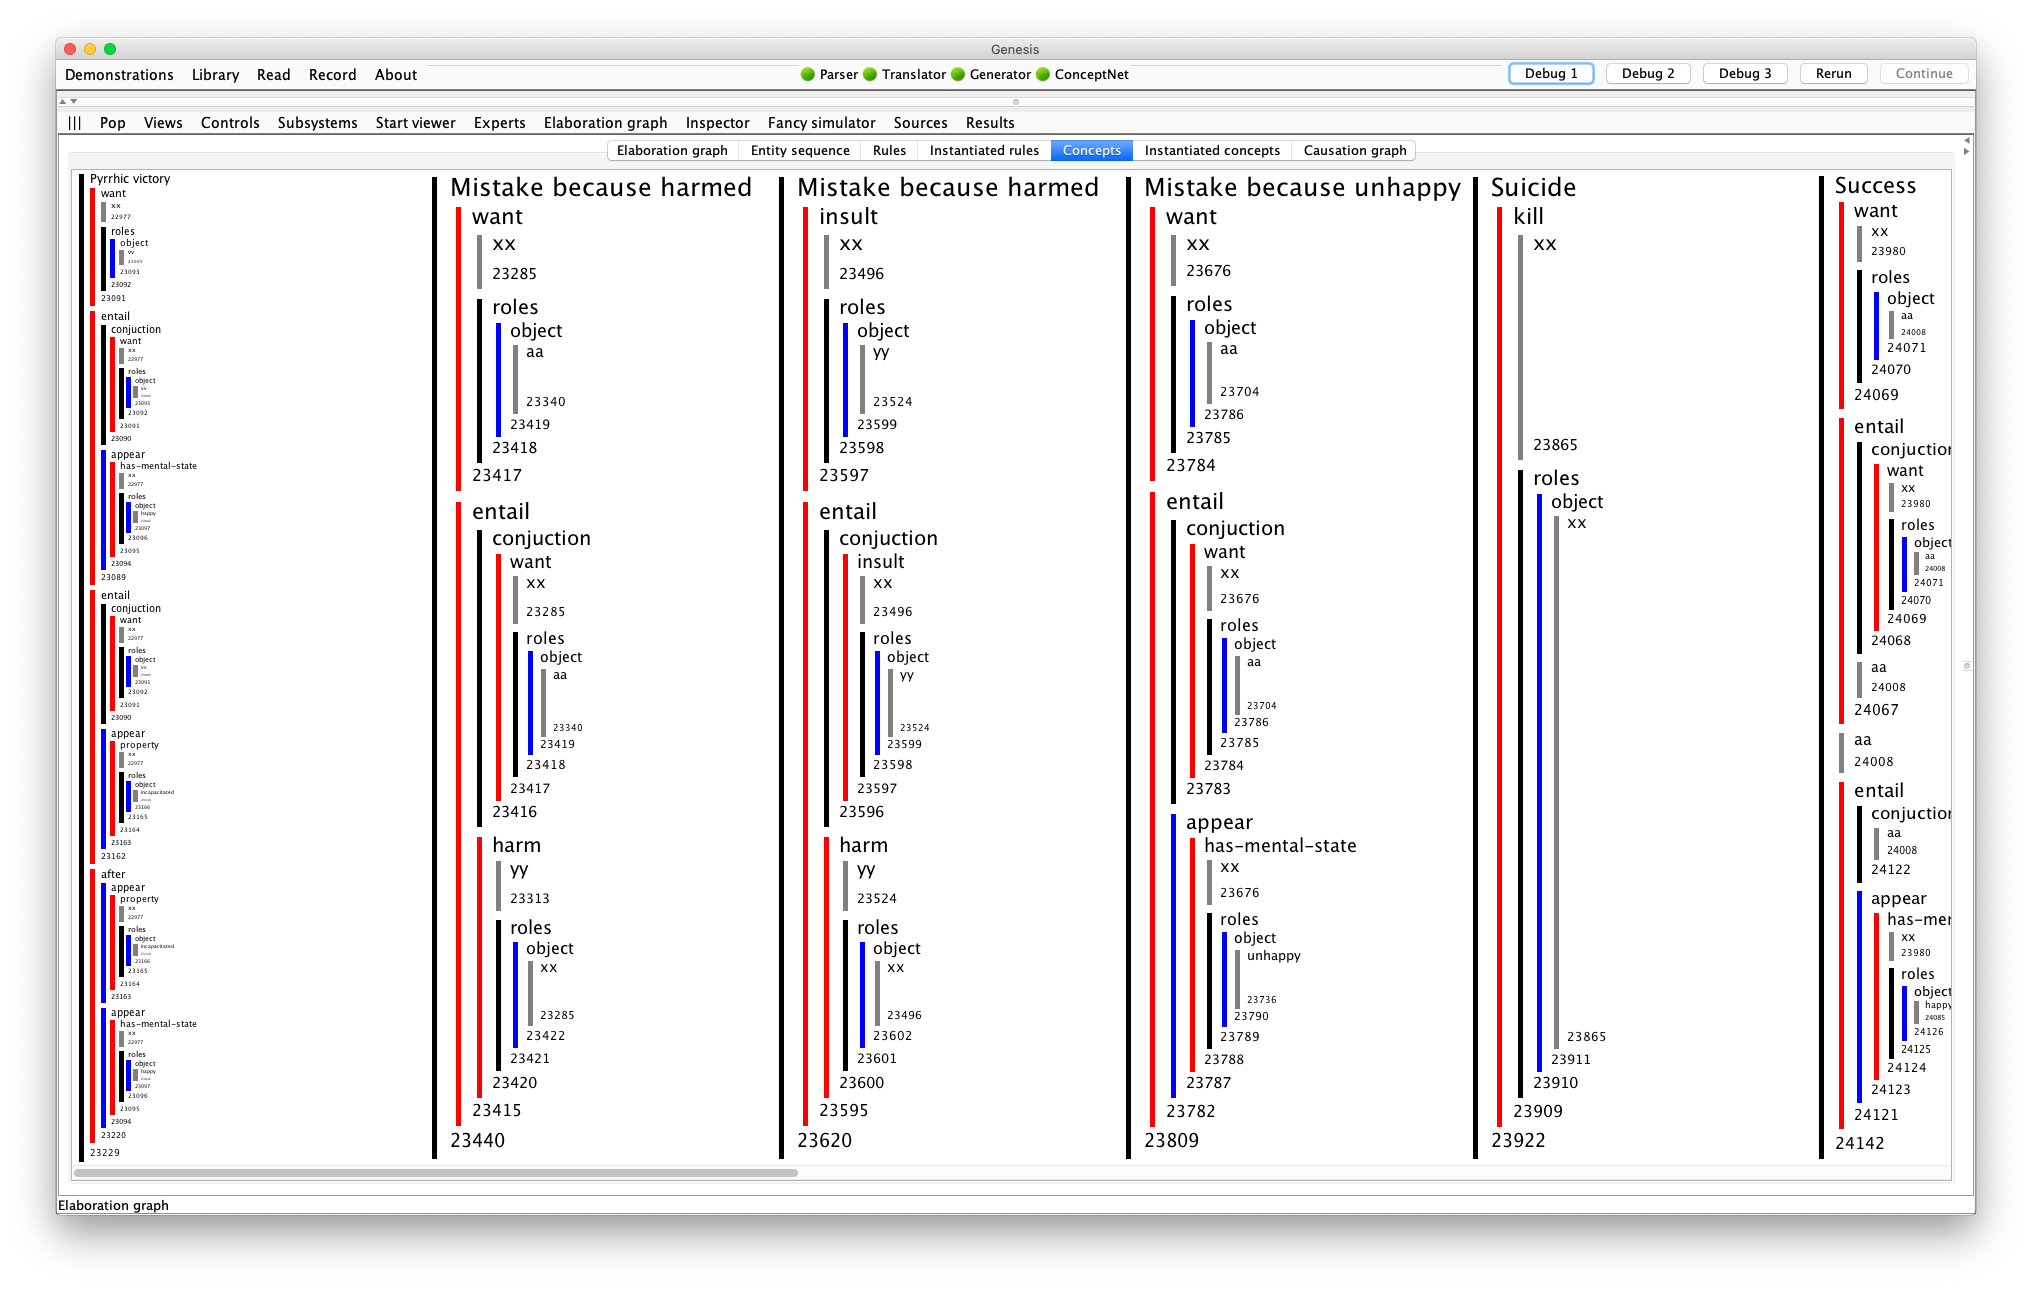 Genesis
Demonstrations Library Read Record About Parser Translator Generator ConceptNet Debug 1 Debug 2 Debug 3 Rerun Continue
Pop Views Controls Subsystems Start viewer Experts Elaboration graph Inspector Fancy simulator Sources Results
Elaboration graph Entity sequence Rules Instantiated rules Concepts Instantiated concepts Causation graph
Pyrrhic victory
want
xx
22977
roles
object
23093
23092
23091
entail
conjuction
want
xx
22977
roles
object
23093
23092
23091
23090
appear
has-mental-state
xx
22977
roles
object
happy
23097
23096
23095
23094
23089
entail
conjuction
want
xx
22977
roles
object
23093
23092
23091
23090
appear
property
xx
22977
roles
object
incapacitated
23166
23165
23164
23163
23162
after
appear
property
xx
22977
roles
object
incapacitated
23166
23165
23164
23163
appear
has-mental-state
xx
22977
roles
object
happy
23097
23096
23095
23094
23220
23229
Mistake because harmed
want
xx
23285
roles
object
aa
23340
23419
23418
23417
entail
conjuction
want
xx
23285
roles
object
aa
23340
23419
23418
23417
23416
harm
yy
23313
roles
object
xx
23285
23422
23421
23420
23415
23440
Mistake because harmed
insult
xx
23496
roles
object
yy
23524
23599
23598
23597
entail
conjuction
insult
xx
23496
roles
object
yy
23524
23599
23598
23597
23596
harm
yy
23524
roles
object
xx
23496
23602
23601
23600
23595
23620
Mistake because unhappy
want
xx
23676
roles
object
aa
23704
23786
23785
23784
entail
conjuction
want
xx
23676
roles
object
aa
23704
23786
23785
23784
23783
appear
has-mental-state
xx
23676
roles
object
unhappy
23736
23790
23789
23788
23787
23782
23809
Suicide
kill
xx
23865
roles
object
xx
23865
23911
23910
23909
23922
Success
want
xx
23980
roles
object
aa
24008
24071
24070
24069
entail
conjuction
want
xx
23980
roles
object
aa
24008
24071
24070
24069
24068
aa
24008
24067
aa
24008
entail
conjuction
aa
24008
24122
appear
has-mer
xx
23980
roles
object
happy
24085
24126
24125
24124
24123
24121
24142
Elaboration graph